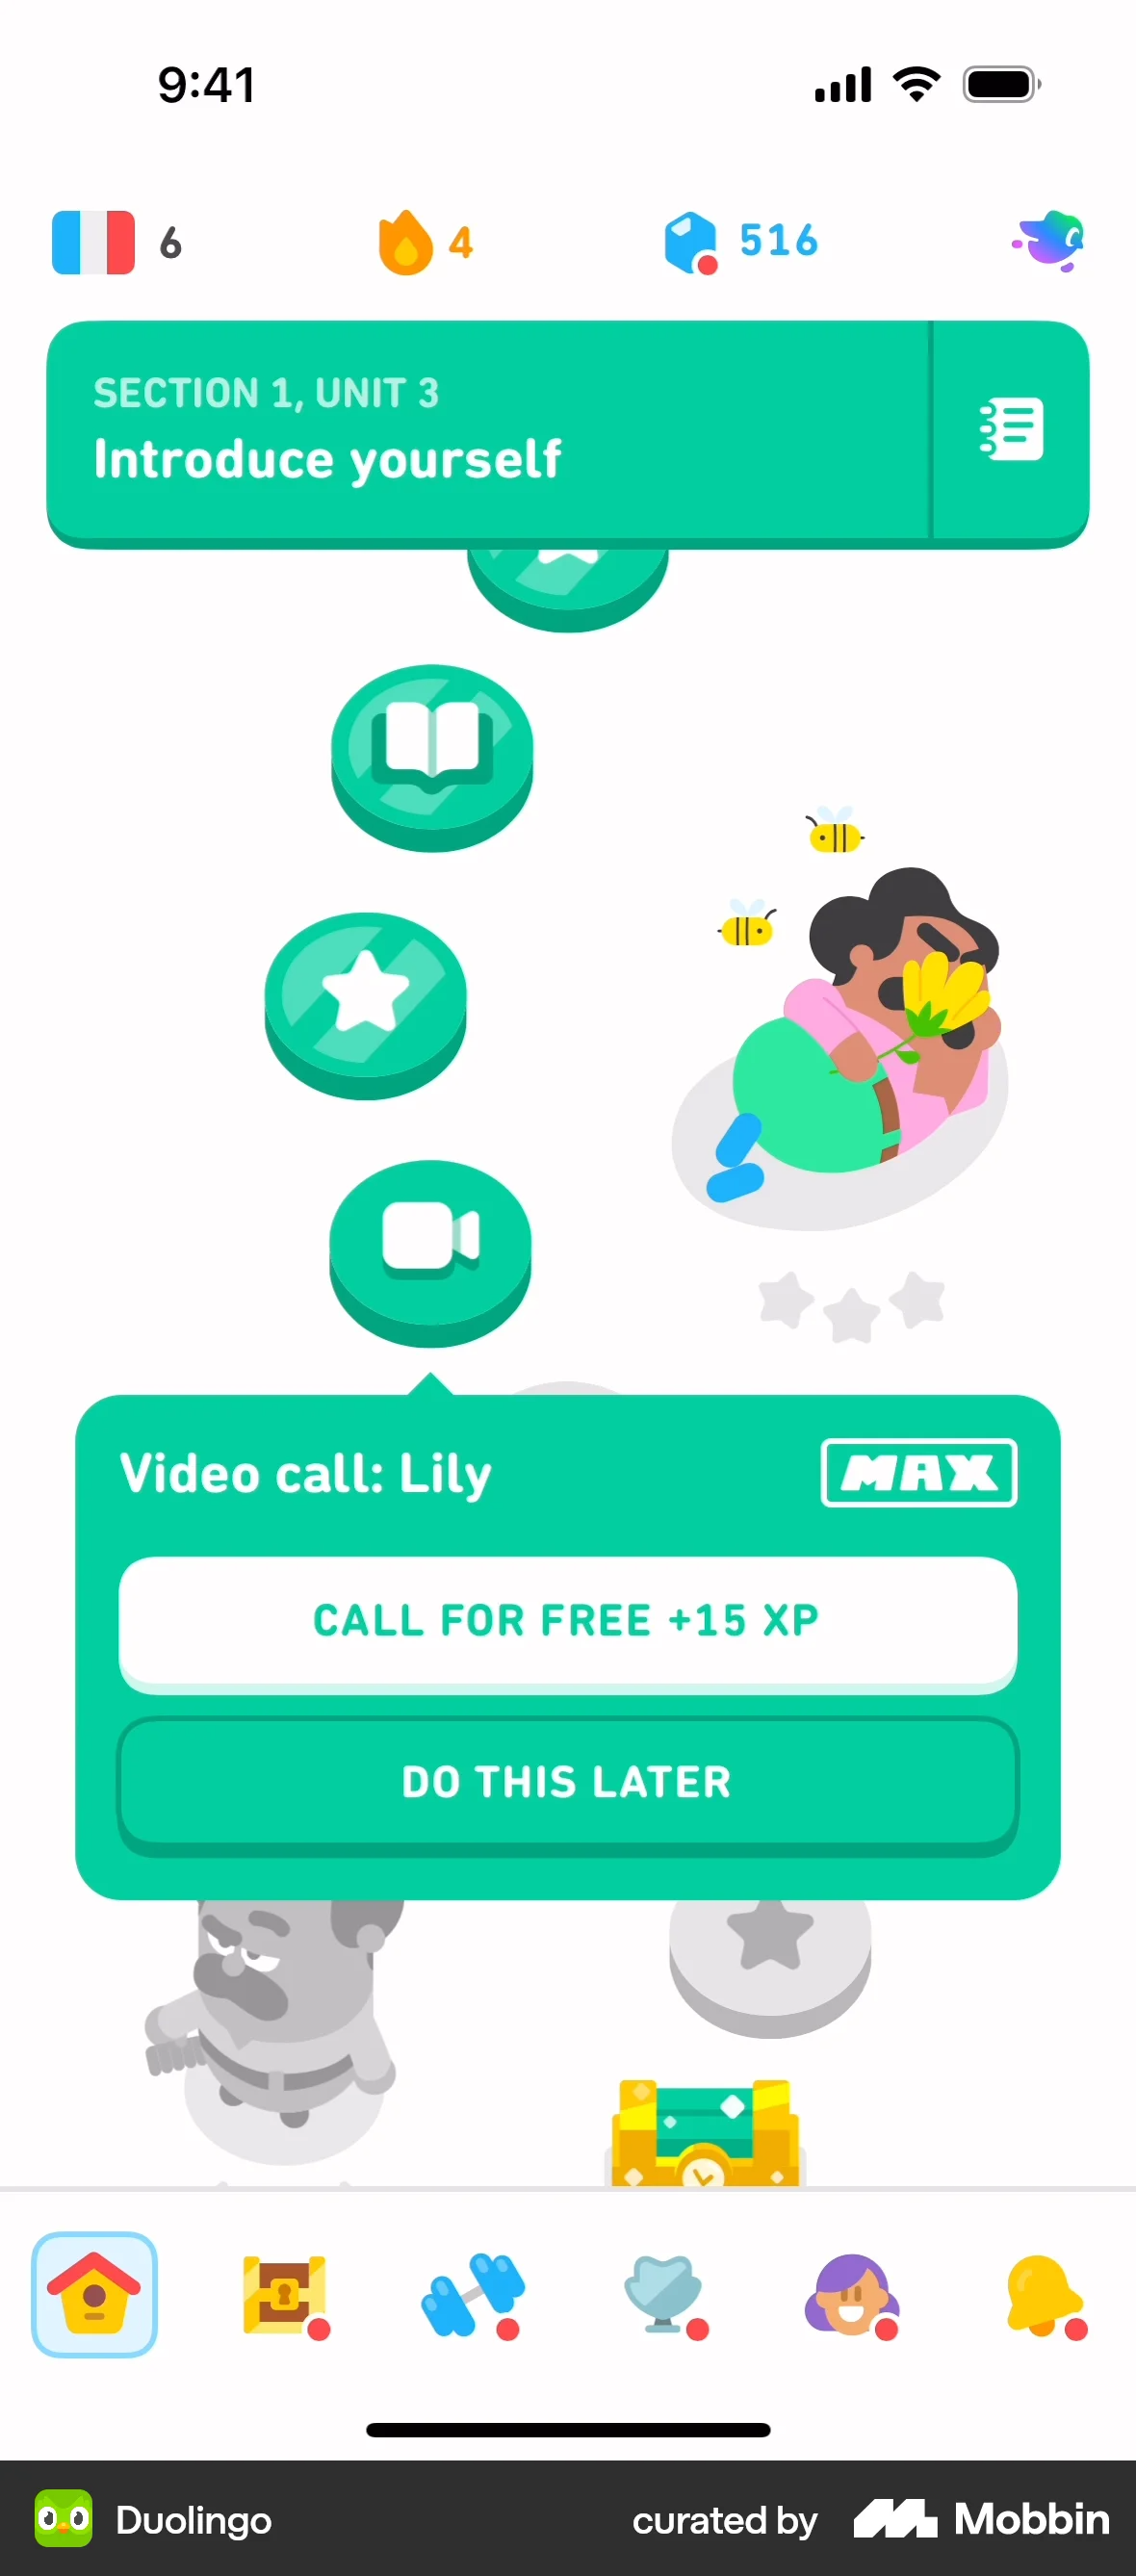 9:41
6
4
516
SECTION 1, UNIT 3
Introduce yourself
Video call: Lily
MAX
CALL FOR FREE +15 XP
DO THIS LATER
Duolingo
curated by
Mobbin